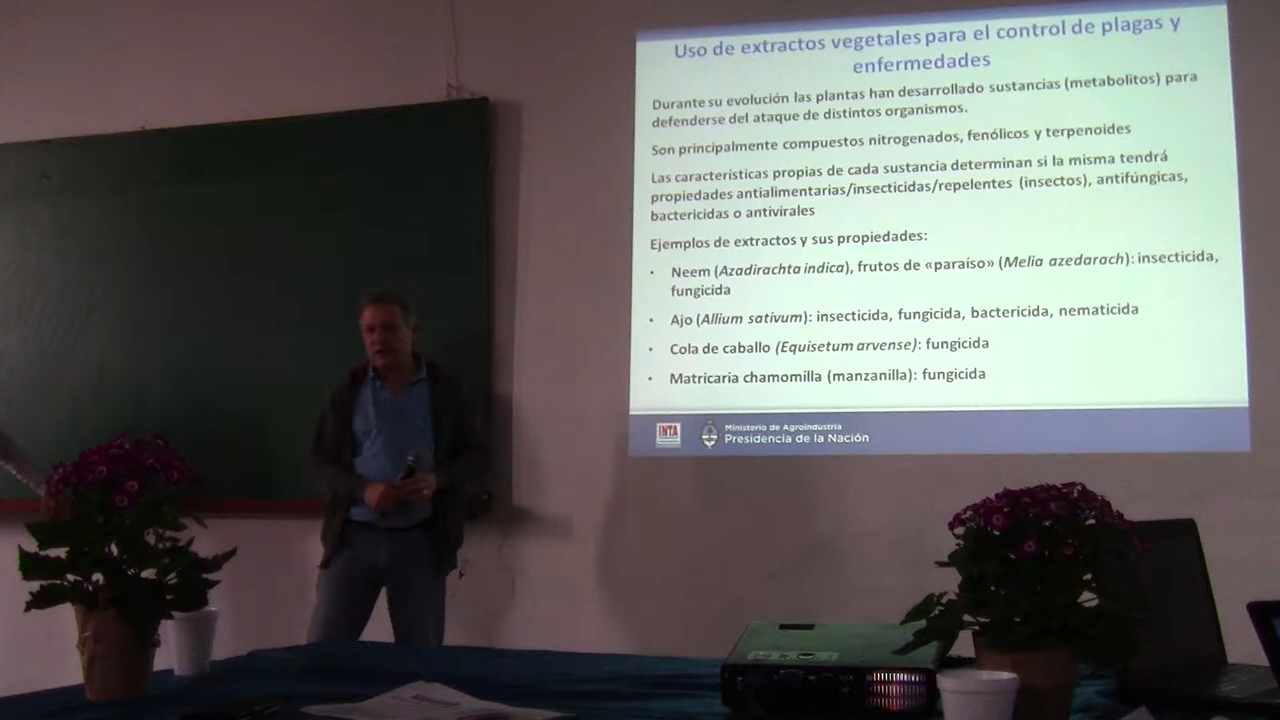 Uso de extractos vegetales para el control de plagas y
enfermedades
Durante su evolución las plantas han desarrollado sustancias (metabolitos) para
defenderse del ataque de distintos organismos.
Son principalmente compuestos nitrogenados, fenólicos y terpenoides
Las características propias de cada sustancia determinan si la misma tendrá
propiedades antialimentarias/insecticidas/repelentes (insectos), antifúngicas,
bactericidas o antivirales
Ejemplos de extractos y sus propiedades:
• Neem (Azadirachta indica), frutos de «paraíso» (Melia azedarach): insecticida,
fungicida
• Ajo (Allium sativum): insecticida, fungicida, bactericida, nematicida
• Cola de caballo (Equisetum arvense): fungicida
• Matricaria chamomilla (manzanilla): fungicida
INTA
Ministerio de Agroindustria
Presidencia de la Nación